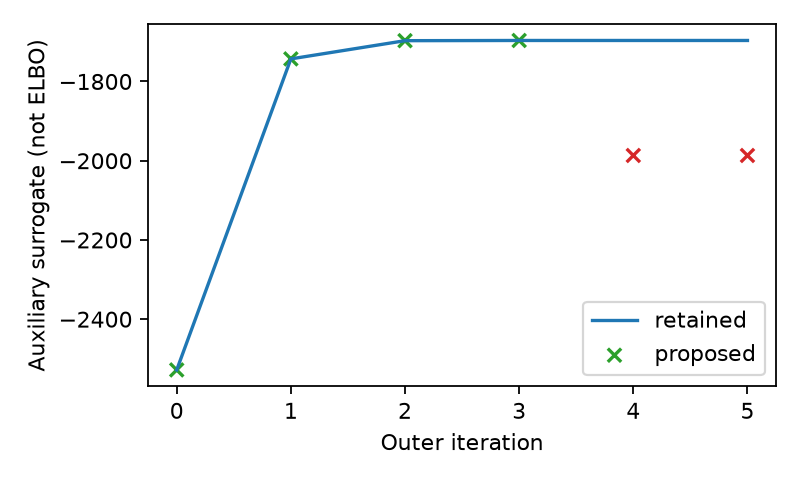 Auxiliary surrogate (not ELBO)
−1800
−2000
−2200
−2400
retained
proposed
0 1 2 3 4 5
Outer iteration